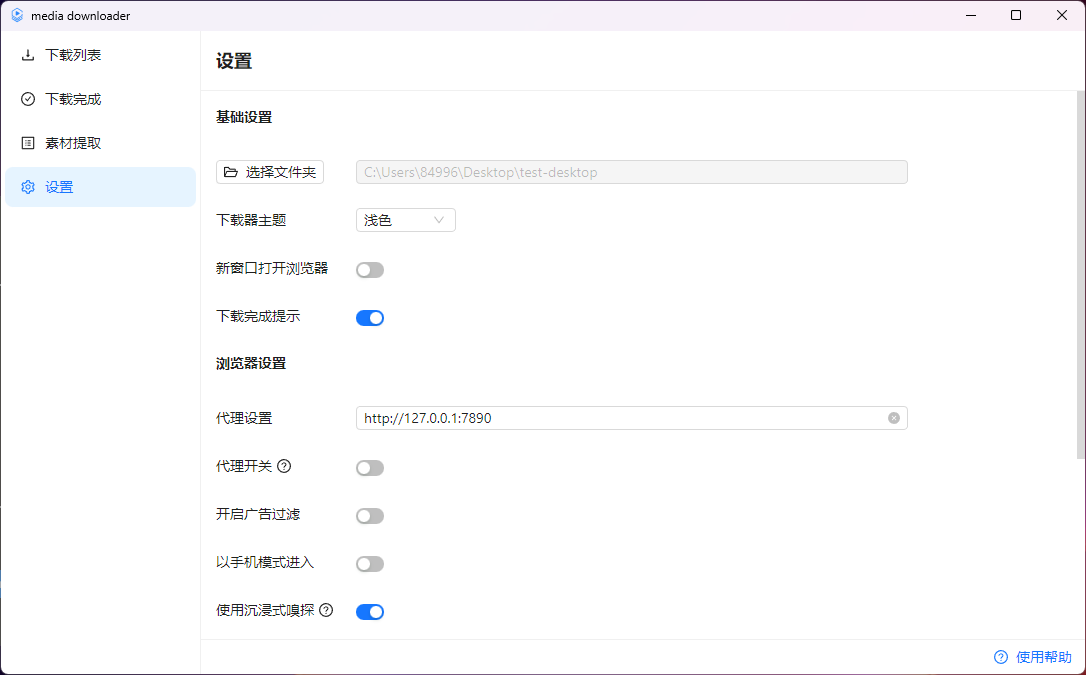 media downloader
下载列表
下载完成
素材提取
设置
设置
基础设置
选择文件夹 C:\Users\84996\Desktop\test-desktop
下载器主题 浅色
新窗口打开浏览器
下载完成提示
浏览器设置
代理设置 http://127.0.0.1:7890
代理开关
开启广告过滤
以手机模式进入
使用沉浸式嗅探
使用帮助